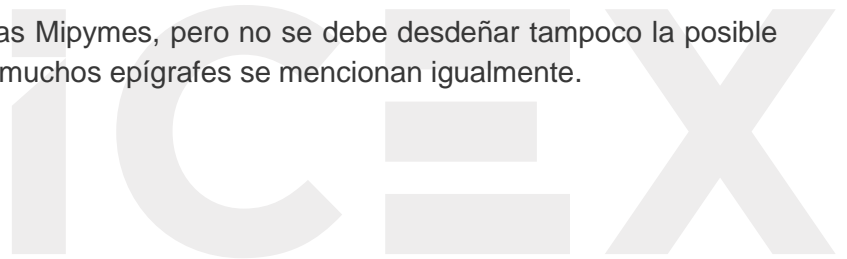 as Mipymes, pero no se debe desdeñar tampoco la posible
muchos epígrafes se mencionan igualmente.
iCEX